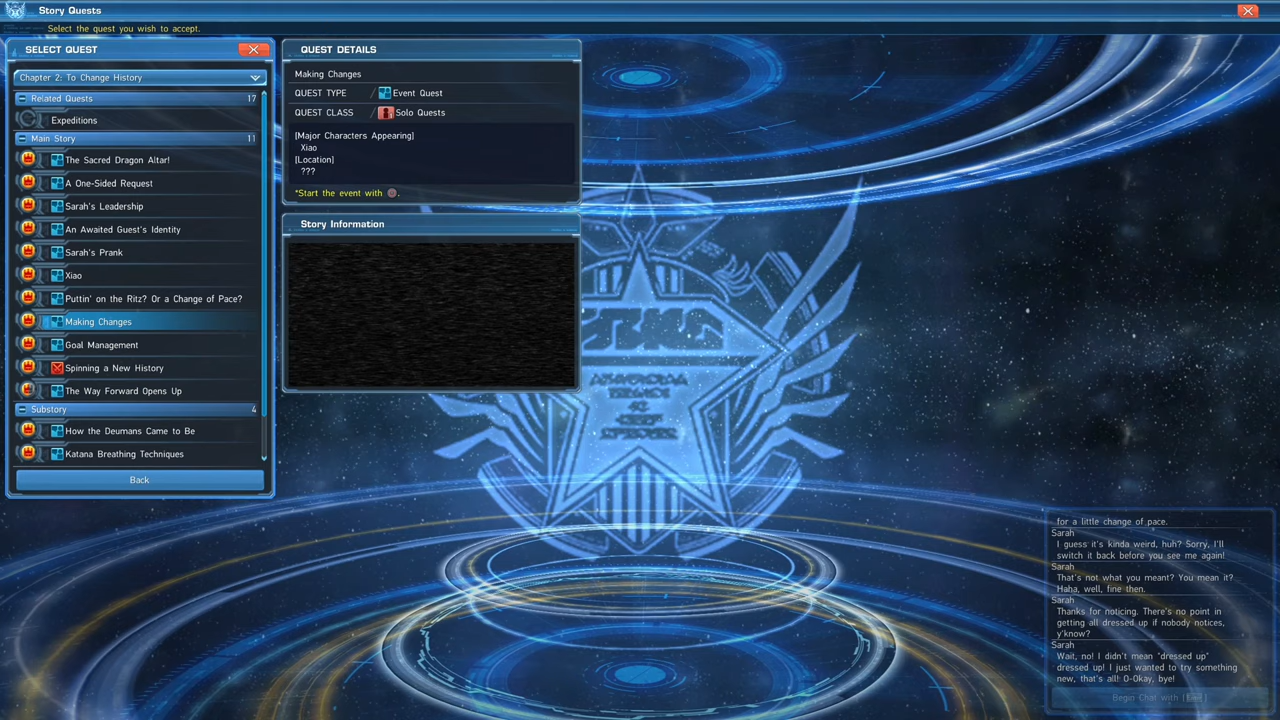 Story Quests
Select the quest you wish to accept.
SELECT QUEST
Chapter 2: To Change History
Related Quests 17
Expeditions
Main Story 11
The Sacred Dragon Altar!
A One-Sided Request
Sarah's Leadership
An Awaited Guest's Identity
Sarah's Prank
Xiao
Puttin' on the Ritz? Or a Change of Pace?
Making Changes
Goal Management
Spinning a New History
The Way Forward Opens Up
Substory 4
How the Deumans Came to Be
Katana Breathing Techniques
Back
QUEST DETAILS
Making Changes
QUEST TYPE / Event Quest
QUEST CLASS / Solo Quests
[Major Characters Appearing]
Xiao
[Location]
???
*Start the event with .
Story Information
for a little change of pace.
Sarah
I guess it's kinda weird, huh? Sorry, I'll
switch it back before you see me again!
Sarah
That's not what you meant? You mean it?
Haha, well, fine then.
Sarah
Thanks for noticing. There's no point in
getting all dressed up if nobody notices,
y'know?
Sarah
Wait, no! I didn't mean "dressed up"
dressed up! I just wanted to try something
new, that's all! O-Okay, bye!
Begin Chat with [ ]